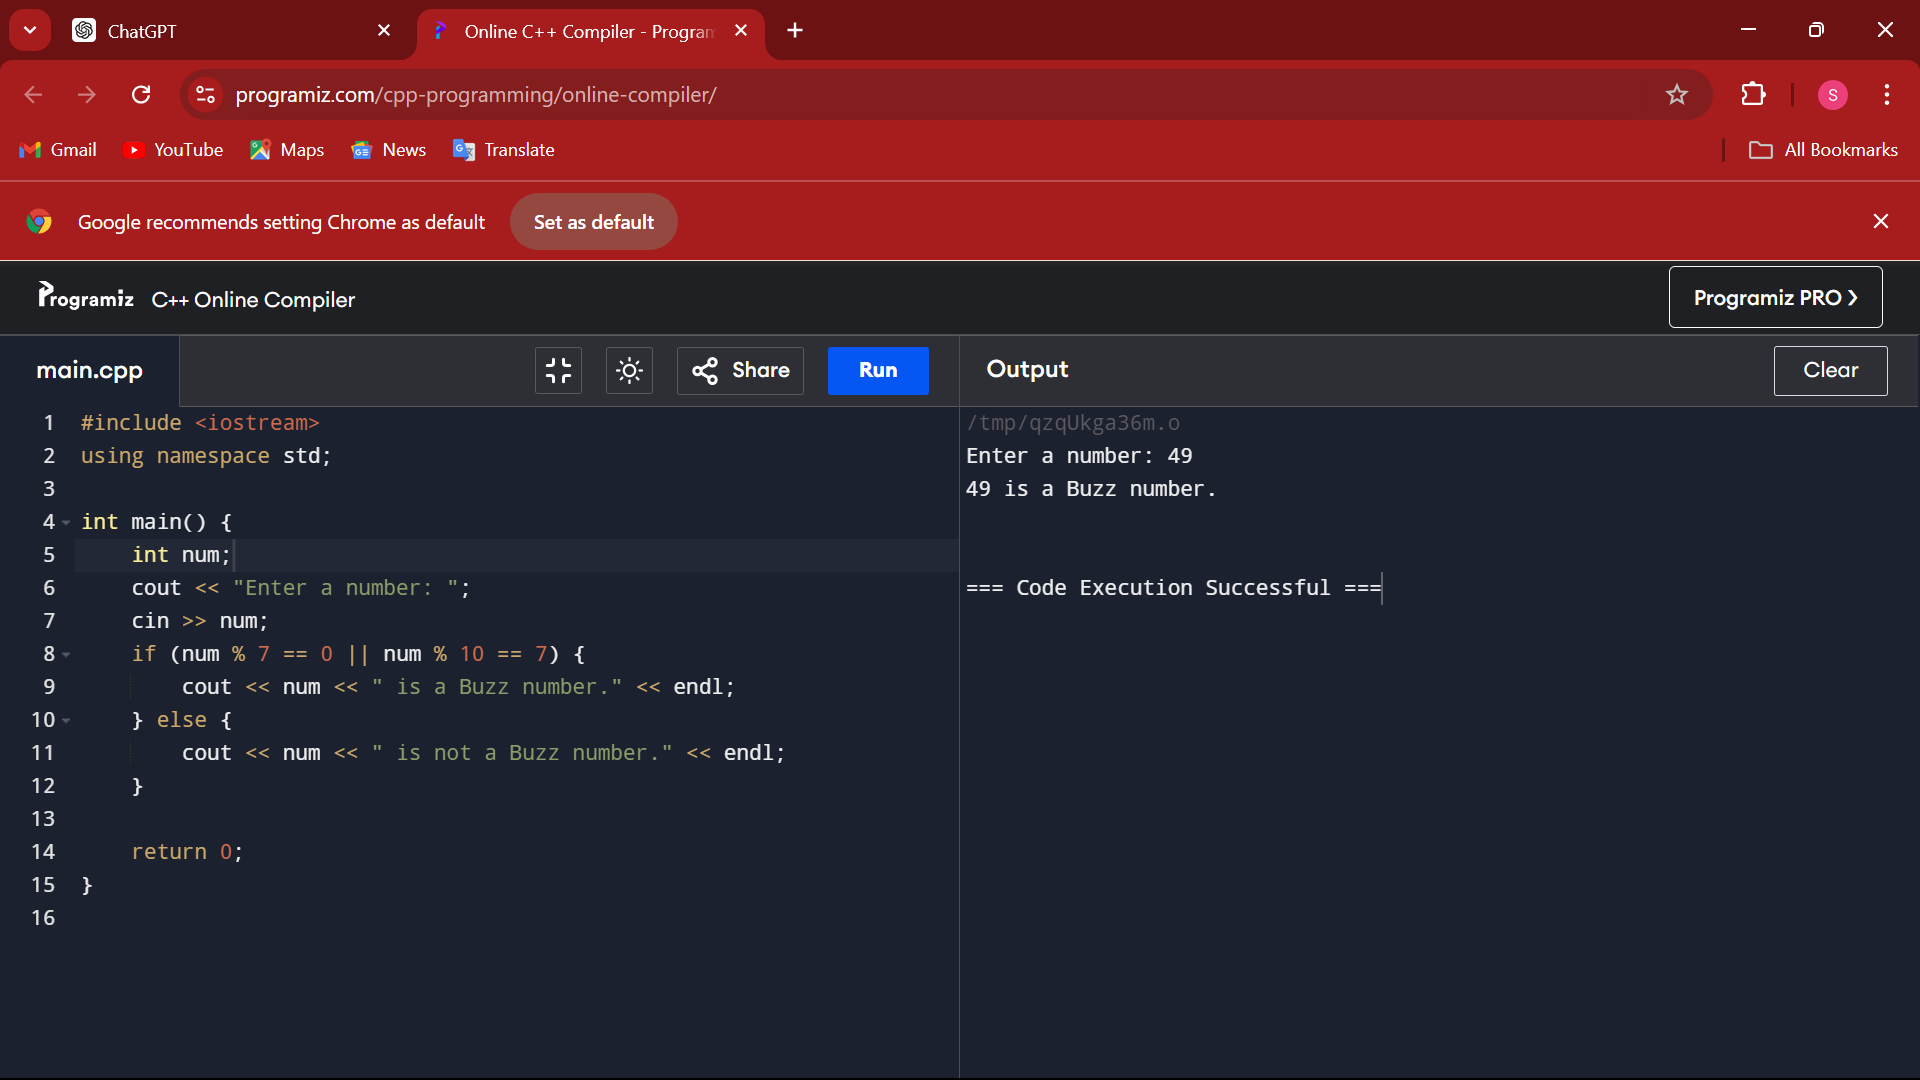 ChatGPT
Online C++ Compiler - Program
programiz.com/cpp-programming/online-compiler/
S
Gmail
YouTube
Maps
News
Translate
All Bookmarks
Google recommends setting Chrome as default
Set as default
Programiz C++ Online Compiler
Programiz PRO ❯
main.cpp
Share
Run
Output
Clear
1 #include <iostream>
2 using namespace std;
3
4 int main() {
5     int num;
6     cout << "Enter a number: ";
7     cin >> num;
8     if (num % 7 == 0 || num % 10 == 7) {
9         cout << num << " is a Buzz number." << endl;
10     } else {
11         cout << num << " is not a Buzz number." << endl;
12     }
13
14     return 0;
15 }
16
/tmp/qzqUkga36m.o
Enter a number: 49
49 is a Buzz number.
=== Code Execution Successful ===